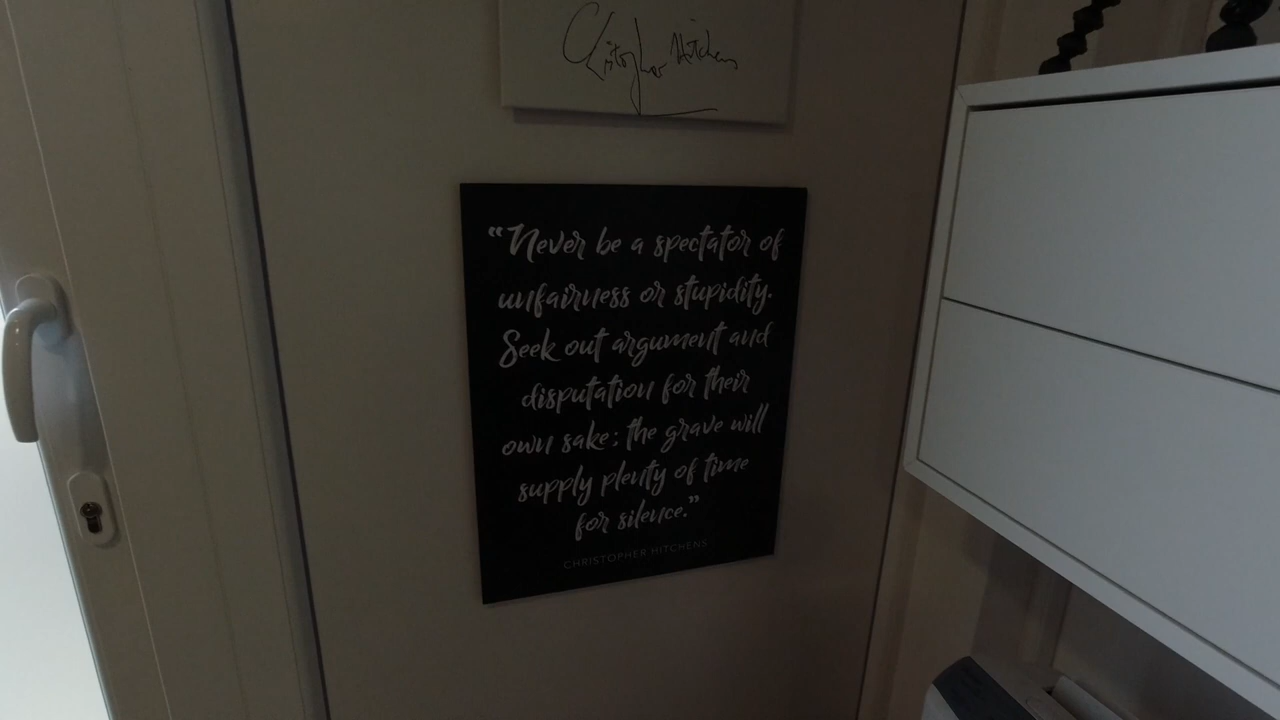 Christopher Hitchens
“Never be a spectator of
unfairness or stupidity.
Seek out argument and
disputation for their
own sake; the grave will
supply plenty of time
for silence.”
CHRISTOPHER HITCHENS